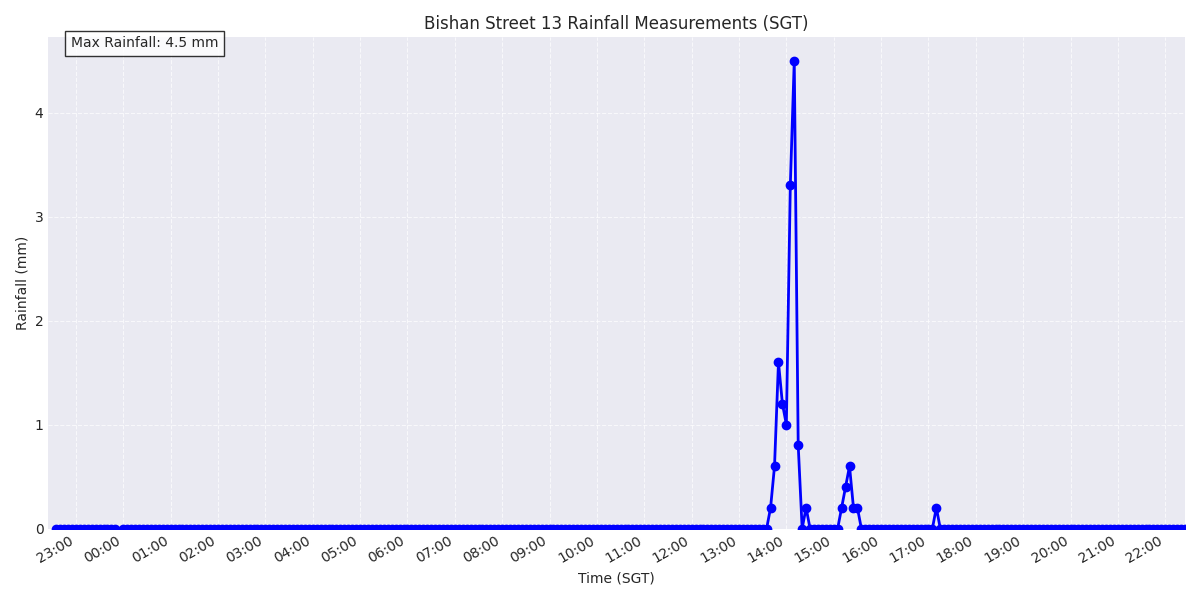 Bishan Street 13 Rainfall Measurements (SGT)
Max Rainfall: 4.5 mm
4
3
2
1
0
Rainfall (mm)
23:00 00:00 01:00 02:00 03:00 04:00 05:00 06:00 07:00 08:00 09:00 10:00 11:00 12:00 13:00 14:00 15:00 16:00 17:00 18:00 19:00 20:00 21:00 22:00
Time (SGT)